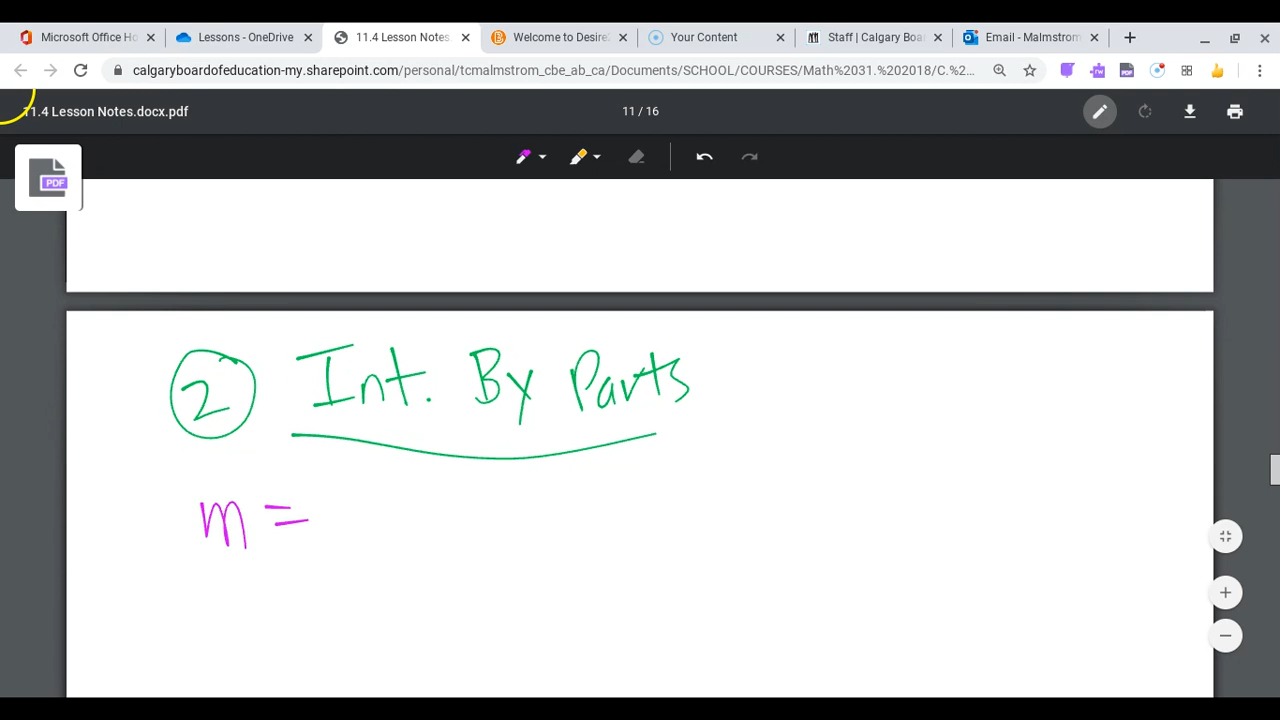 Microsoft Office Ho
Lessons - OneDrive
11.4 Lesson Notes.
Welcome to Desire2
Your Content
Staff | Calgary Boar
Email - Malmstrom
calgaryboardofeducation-my.sharepoint.com/personal/tcmalmstrom_cbe_ab_ca/Documents/SCHOOL/COURSES/Math%2031.%202018/C.%2...
11.4 Lesson Notes.docx.pdf
11 / 16
PDF
2 Int. By Parts
m =